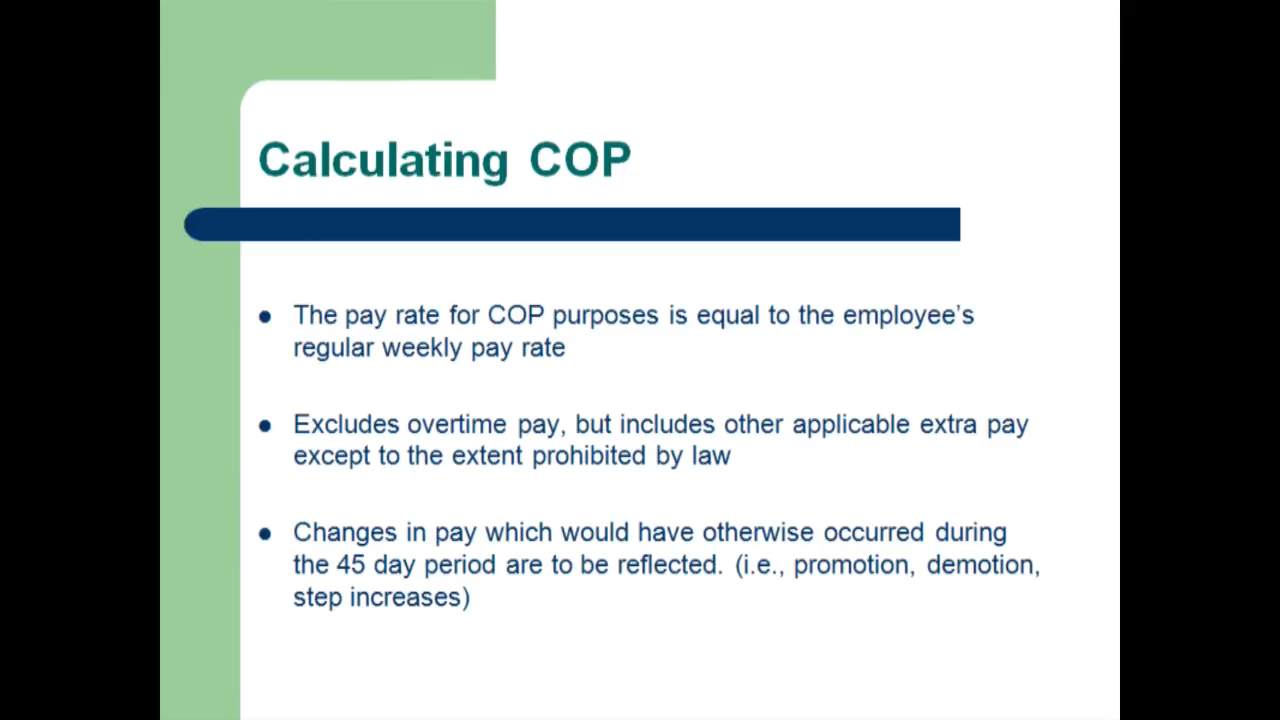 Calculating COP
● The pay rate for COP purposes is equal to the employee’s
regular weekly pay rate
● Excludes overtime pay, but includes other applicable extra pay
except to the extent prohibited by law
● Changes in pay which would have otherwise occurred during
the 45 day period are to be reflected. (i.e., promotion, demotion,
step increases)